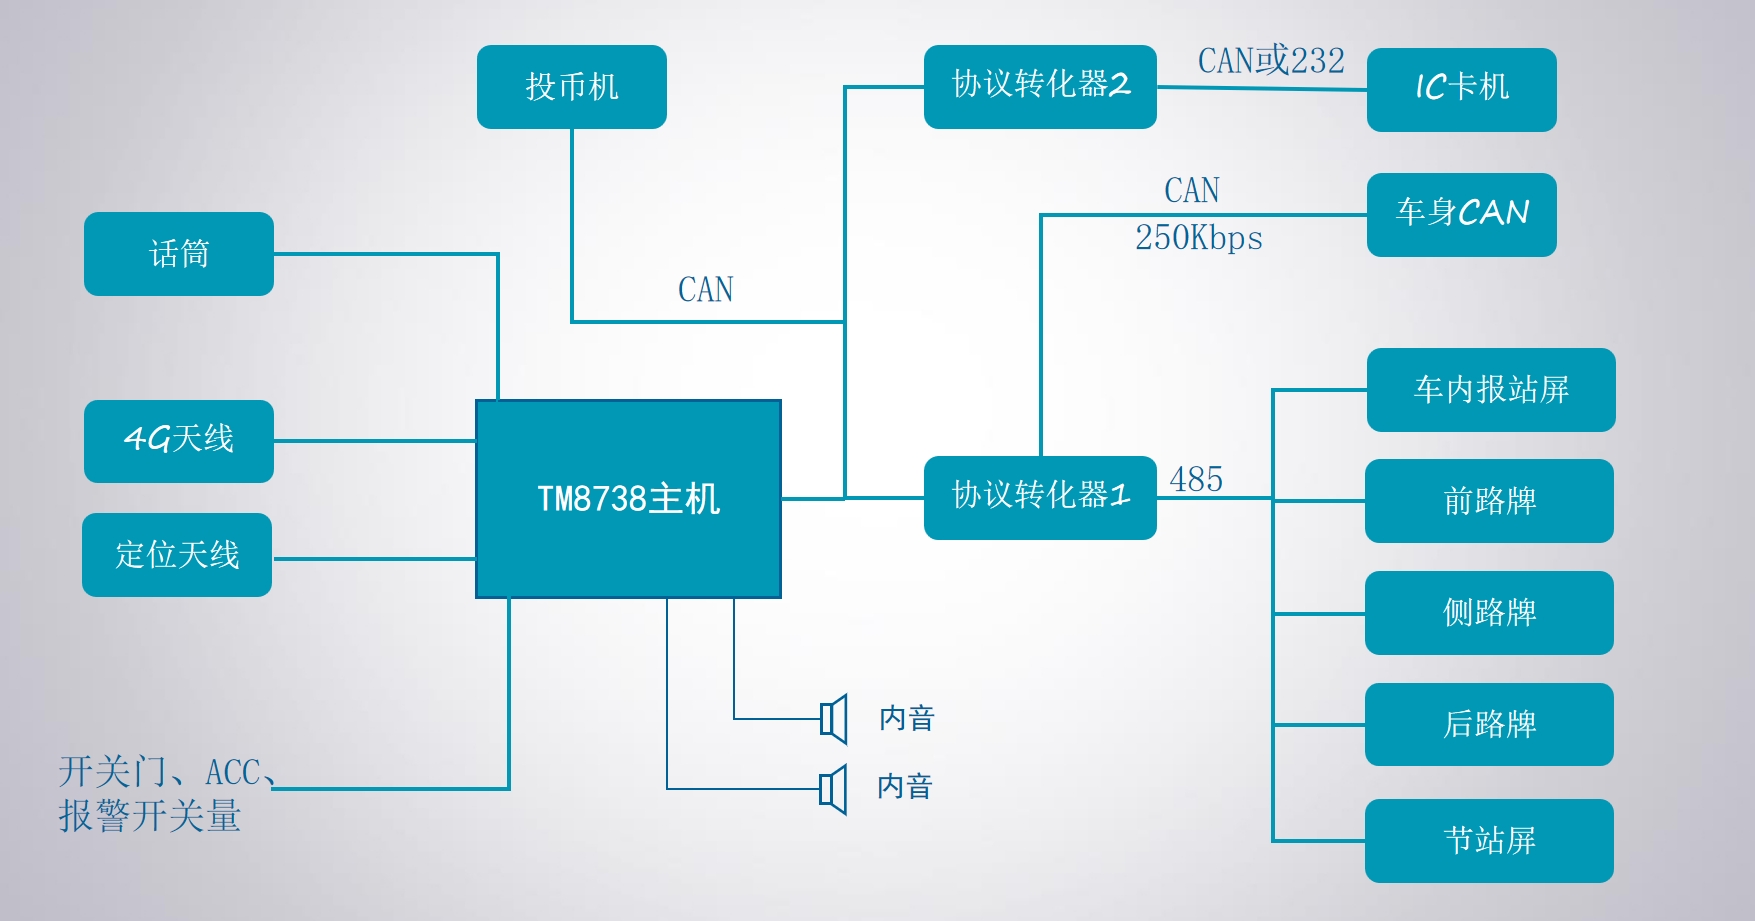 投币机
协议转化器2
CAN或232
IC卡机
CAN
250Kbps
车身CAN
话筒
CAN
4G天线
TM8738主机
定位天线
协议转化器1
485
车内报站屏
前路牌
侧路牌
后路牌
节站屏
内音
内音
开关门、ACC、
报警开关量